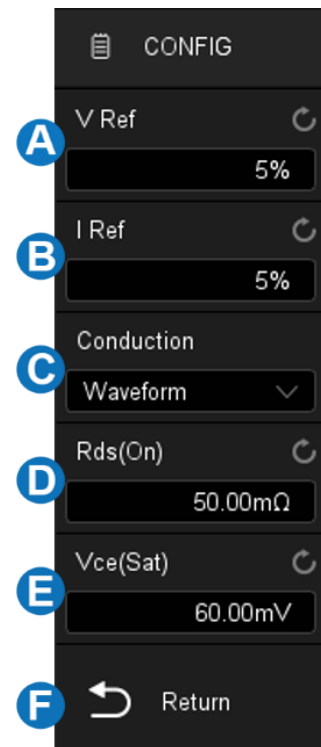 CONFIG
A
V Ref
5%
B
I Ref
5%
C
Conduction
Waveform
D
Rds(On)
50.00mΩ
E
Vce(Sat)
60.00mV
F
Return